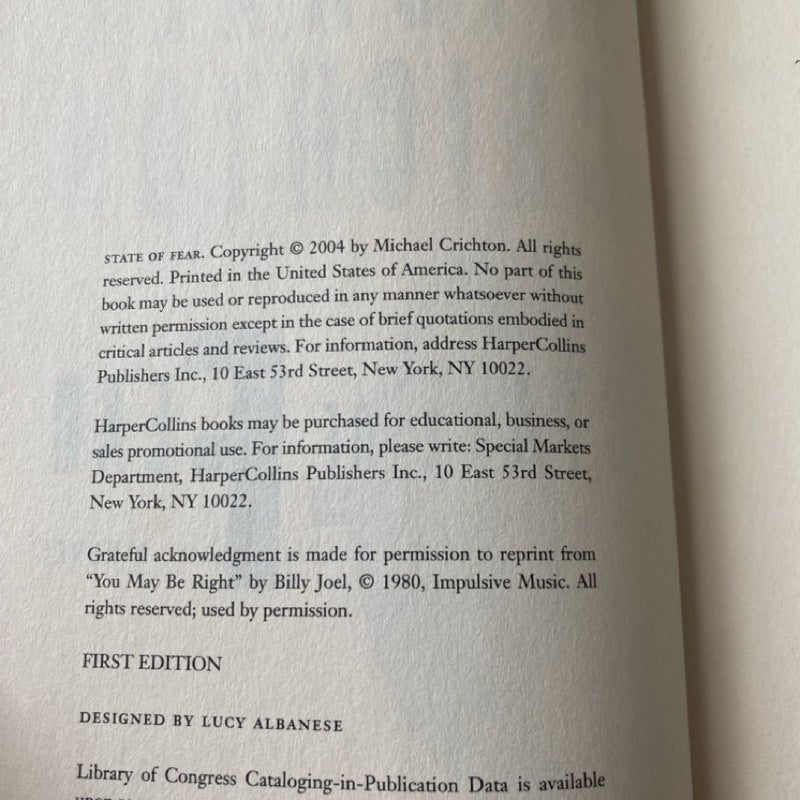 STATE OF FEAR. Copyright © 2004 by Michael Crichton. All rights
reserved. Printed in the United States of America. No part of this
book may be used or reproduced in any manner whatsoever without
written permission except in the case of brief quotations embodied in
critical articles and reviews. For information, address HarperCollins
Publishers Inc., 10 East 53rd Street, New York, NY 10022.
HarperCollins books may be purchased for educational, business, or
sales promotional use. For information, please write: Special Markets
Department, HarperCollins Publishers Inc., 10 East 53rd Street,
New York, NY 10022.
Grateful acknowledgment is made for permission to reprint from
“You May Be Right” by Billy Joel, © 1980, Impulsive Music. All
rights reserved; used by permission.
FIRST EDITION
DESIGNED BY LUCY ALBANESE
Library of Congress Cataloging-in-Publication Data is available